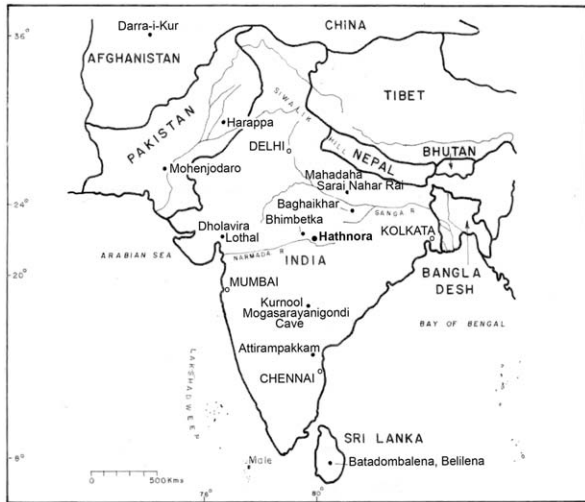 Darra-i-Kur
CHINA
36°
AFGHANISTAN
TIBET
SIWALIK
HILL
PAKISTAN
Harappa
DELHI
NEPAL
BHUTAN
Mohenjodaro
Mahadaha
Sarai Nahar Rai
24°
Baghaikhar
GANGA R
Dholavira
Lothal
Bhimbetka
Hathnora
KOLKATA
ARABIAN SEA
NARMADA R
INDIA
20°
BANGLA
DESH
MUMBAI
Kurnool
Mogasarayanigondi
Cave
BAY OF BENGAL
Attirampakkam
CHENNAI
LAKSHADWEEP
SRI LANKA
Male
8°
Batadombalena, Belilena
0
500Kms
76°
80